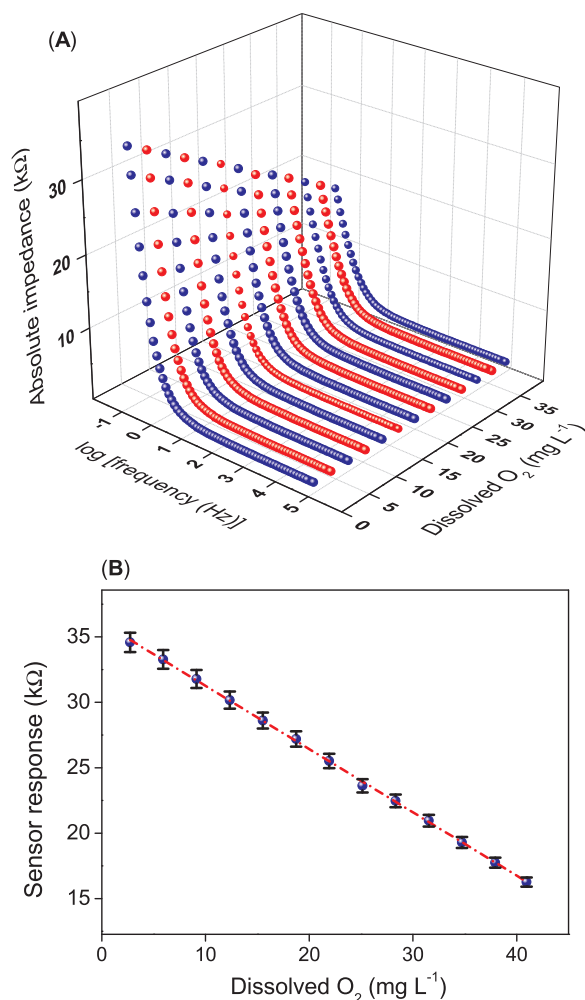 (A)
Absolute impedance (kΩ)
30
20
10
-1
0
1
2
3
4
5
log [frequency (Hz)]
0
5
10
15
20
25
30
35
Dissolved O2 (mg L-1)
(B)
Sensor response (kΩ)
35
30
25
20
15
0 10 20 30 40
Dissolved O2 (mg L-1)